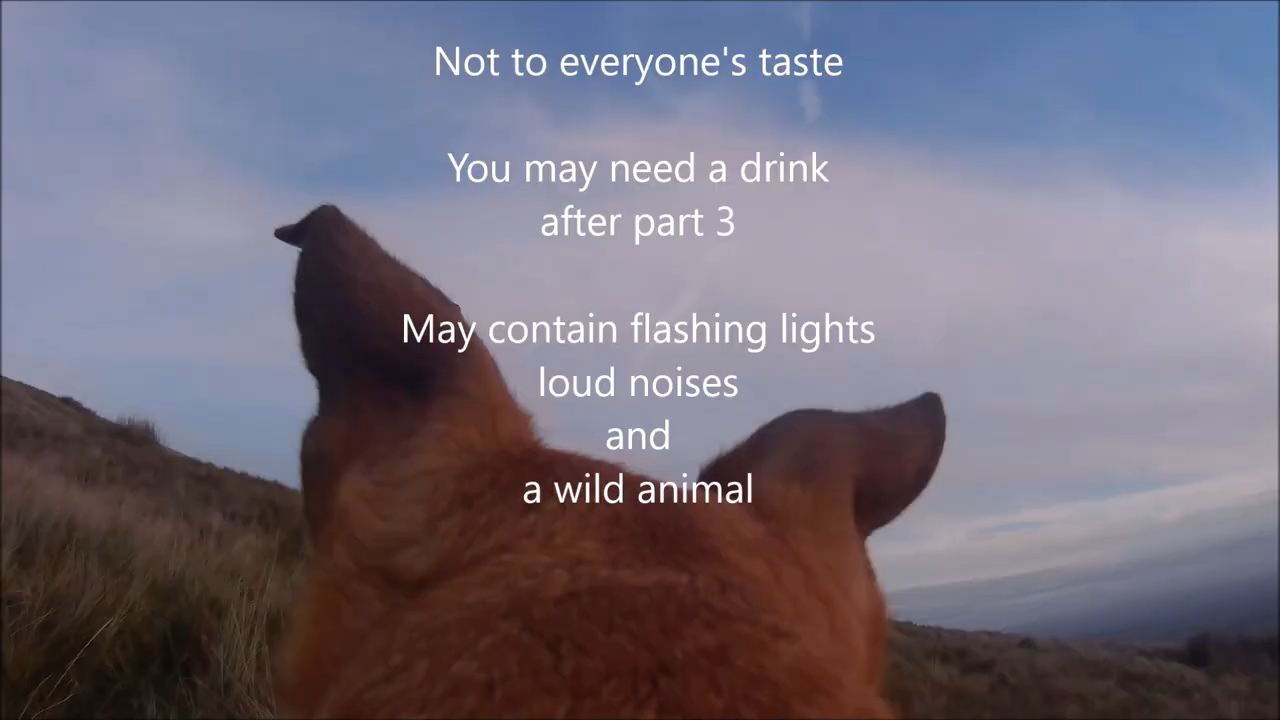 Not to everyone's taste
You may need a drink
after part 3
May contain flashing lights
loud noises
and
a wild animal